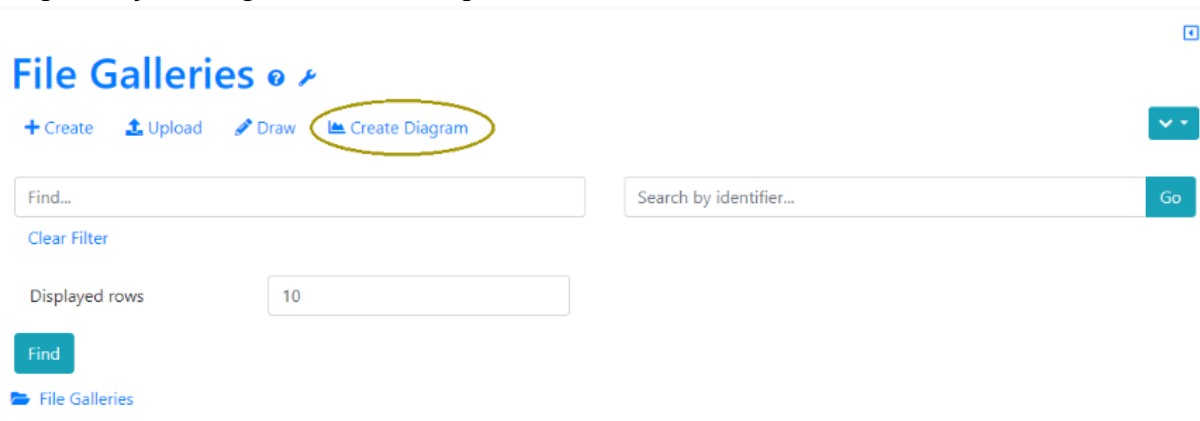 File Galleries
Create Upload Draw Create Diagram
Find... Search by identifier... Go
Clear Filter
Displayed rows 10
Find
File Galleries